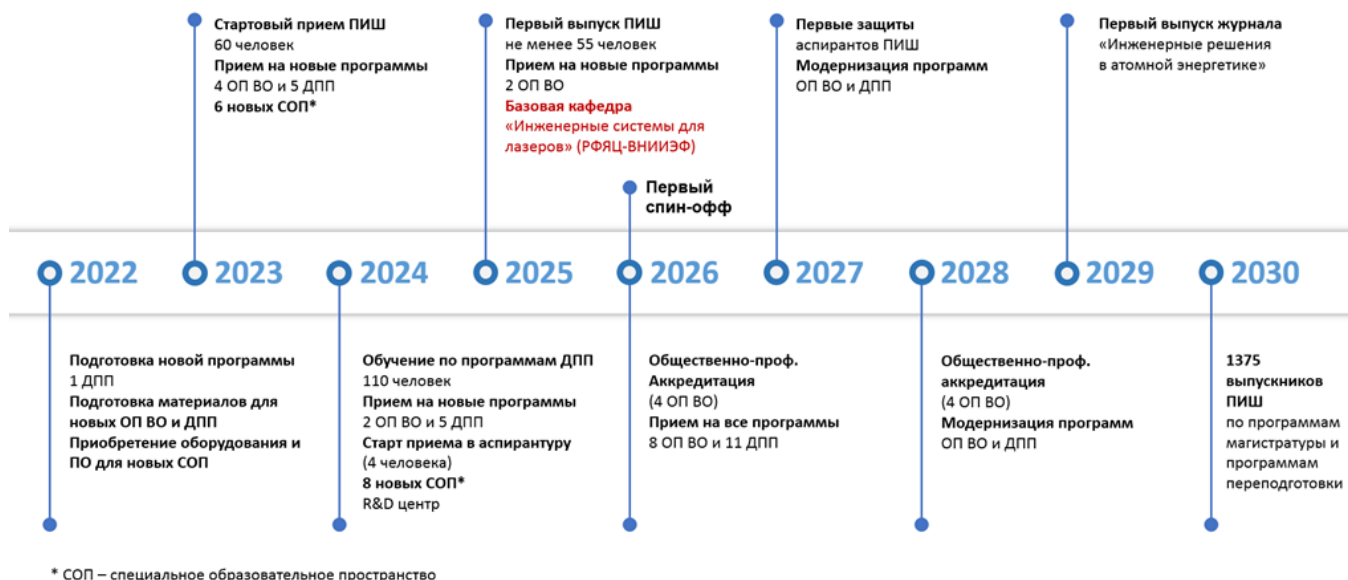 Стартовый прием ПИШ
60 человек
Прием на новые программы
4 ОП ВО и 5 ДПП
6 новых СОП*
Первый выпуск ПИШ
не менее 55 человек
Прием на новые программы
2 ОП ВО
Базовая кафедра
«Инженерные системы для
лазеров» (РФЯЦ-ВНИИЭФ)
Первый
спин-офф
Первые защиты
аспирантов ПИШ
Модернизация программ
ОП ВО и ДПП
Первый выпуск журнала
«Инженерные решения
в атомной энергетике»
2022 2023 2024 2025 2026 2027 2028 2029 2030
Подготовка новой программы
1 ДПП
Подготовка материалов для
новых ОП ВО и ДПП
Приобретение оборудования и
ПО для новых СОП
Обучение по программам ДПП
110 человек
Прием на новые программы
2 ОП ВО и 5 ДПП
Старт приема в аспирантуру
(4 человека)
8 новых СОП*
R&D центр
Общественно-проф.
Аккредитация
(4 ОП ВО)
Прием на все программы
8 ОП ВО и 11 ДПП
Общественно-проф.
аккредитация
(4 ОП ВО)
Модернизация программ
ОП ВО и ДПП
1375
выпускников
ПИШ
по программам
магистратуры и
программам
переподготовки
* СОП – специальное образовательное пространство